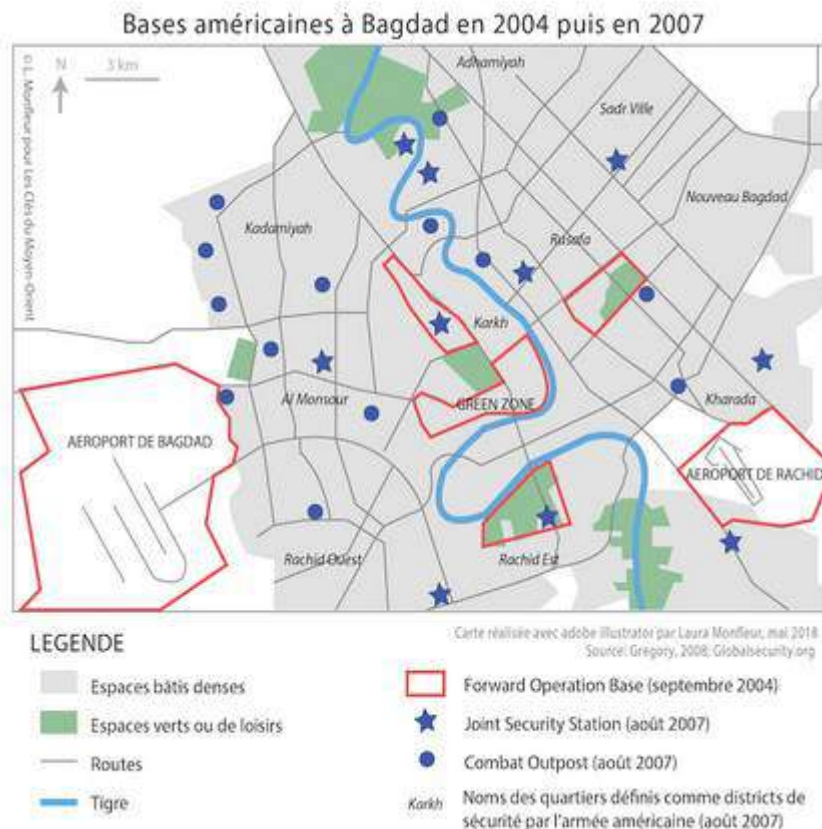 Bases américaines à Bagdad en 2004 puis en 2007
© L. Monfleur pour Les Clés du Moyen-Orient
N
3 km
Adhamiyah
Sadr Ville
Nouveau Bagdad
Kadamiyah
Rusafa
Karkh
Al Monsour
GREEN ZONE
Kharada
AEROPORT DE BAGDAD
AEROPORT DE RACHID
Rachid Ouest
Rachid Est
LEGENDE
Carte réalisée avec adobe illustrator par Laura Monfleur, mai 2018
Source: Gregory, 2008; Globalsecurity.org
Espaces bâtis denses
Espaces verts ou de loisirs
Routes
Tigre
Forward Operation Base (septembre 2004)
Joint Security Station (août 2007)
Combat Outpost (août 2007)
Karkh
Noms des quartiers définis comme districts de
sécurité par l'armée américaine (août 2007)